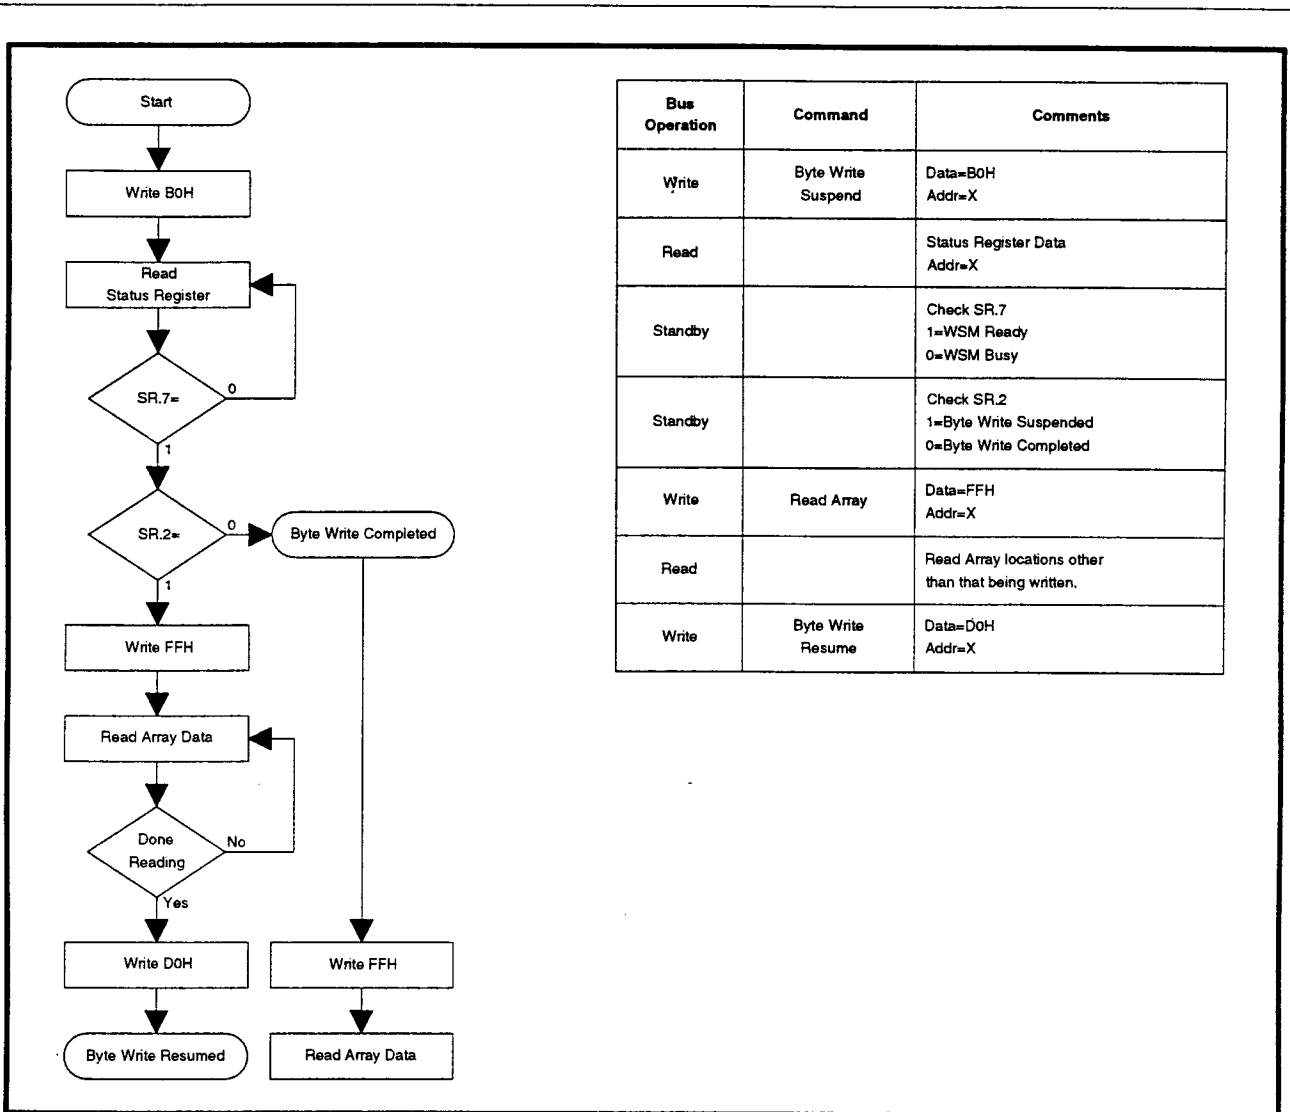 Start
Write B0H
Read
Status Register
SR.7=
0
1
SR.2=
0
Byte Write Completed
1
Write FFH
Read Array Data
Done
Reading
No
Yes
Write D0H
Write FFH
Byte Write Resumed
Read Array Data
Bus
Operation
Command
Comments
Write
Byte Write
Suspend
Data=B0H
Addr=X
Read
Status Register Data
Addr=X
Standby
Check SR.7
1=WSM Ready
0=WSM Busy
Standby
Check SR.2
1=Byte Write Suspended
0=Byte Write Completed
Write
Read Array
Data=FFH
Addr=X
Read
Read Array locations other
than that being written.
Write
Byte Write
Resume
Data=D0H
Addr=X